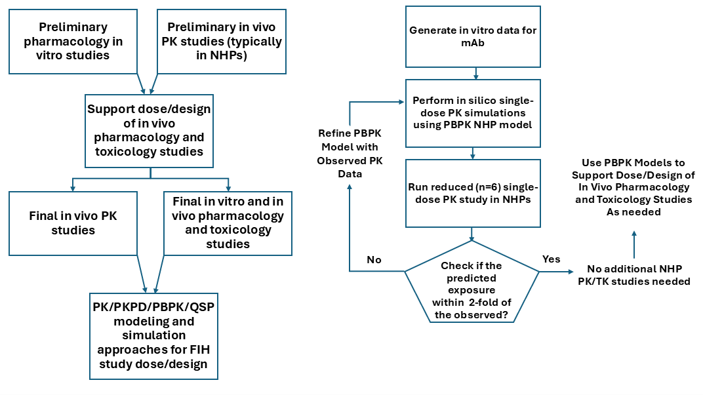 Preliminary
pharmacology in
vitro studies
Preliminary in vivo
PK studies (typically
in NHPs)
Support dose/design
of in vivo
pharmacology and
toxicology studies
Final in vivo PK
studies
Final in vitro and in
vivo pharmacology
and toxicology
studies
PK/PKPD/PBPK/QSP
modeling and
simulation
approaches for FIH
study dose/design
Generate in vitro data for
mAb
Perform in silico single-
dose PK simulations
using PBPK NHP model
Run reduced (n=6) single-
dose PK study in NHPs
Check if the
predicted
exposure
within 2-fold of
the observed?
No
Refine PBPK
Model with
Observed PK
Data
Yes
No additional NHP
PK/TK studies needed
Use PBPK Models to
Support Dose/Design of
In Vivo Pharmacology
and Toxicology Studies
As needed